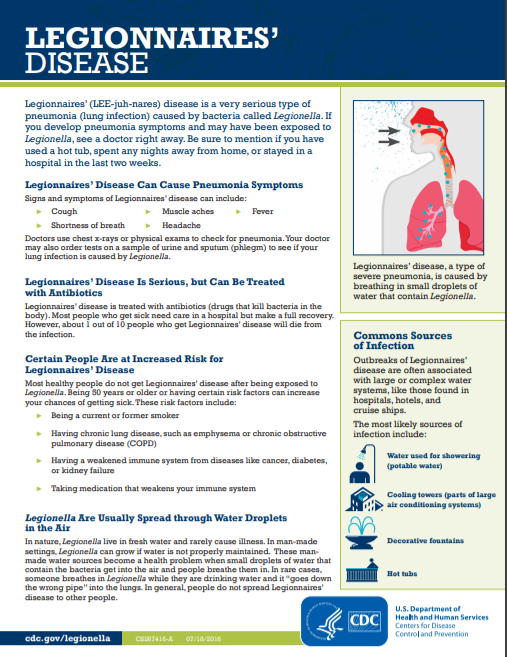 LEGIONNAIRES'
DISEASE
Legionnaires' (LEE-juh-nares) disease is a very serious type of
pneumonia (lung infection) caused by bacteria called Legionella. If
you develop pneumonia symptoms and may have been exposed to
Legionella, see a doctor right away. Be sure to mention if you have
used a hot tub, spent any nights away from home, or stayed in a
hospital in the last two weeks.
Legionnaires' Disease Can Cause Pneumonia Symptoms
Signs and symptoms of Legionnaires' disease can include:
Cough
Muscle aches
Fever
Shortness of breath
Headache
Doctors use chest x-rays or physical exams to check for pneumonia. Your doctor
may also order tests on a sample of urine and sputum (phlegm) to see if your
lung infection is caused by Legionella.
Legionnaires' Disease Is Serious, but Can Be Treated
with Antibiotics
Legionnaires' disease is treated with antibiotics (drugs that kill bacteria in the
body). Most people who get sick need care in a hospital but make a full recovery.
However, about 1 out of 10 people who get Legionnaires' disease will die from
the infection.
Certain People Are at Increased Risk for
Legionnaires' Disease
Most healthy people do not get Legionnaires' disease after being exposed to
Legionella. Being 50 years or older or having certain risk factors can increase
your chances of getting sick. These risk factors include:
Being a current or former smoker
Having chronic lung disease, such as emphysema or chronic obstructive
pulmonary disease (COPD)
Having a weakened immune system from diseases like cancer, diabetes,
or kidney failure
Taking medication that weakens your immune system
Legionella Are Usually Spread through Water Droplets
in the Air
In nature, Legionella live in fresh water and rarely cause illness. In man-made
settings, Legionella can grow if water is not properly maintained. These man-
made water sources become a health problem when small droplets of water that
contain the bacteria get into the air and people breathe them in. In rare cases,
someone breathes in Legionella while they are drinking water and it "goes down
the wrong pipe" into the lungs. In general, people do not spread Legionnaires'
disease to other people.
Legionnaires' disease, a type of
severe pneumonia, is caused by
breathing in small droplets of
water that contain Legionella.
Commons Sources
of Infection
Outbreaks of Legionnaires'
disease are often associated
with large or complex water
systems, like those found in
hospitals, hotels, and
cruise ships.
The most likely sources of
infection include:
Water used for showering
(potable water)
Cooling towers (parts of large
air conditioning systems)
Decorative fountains
Hot tubs
cdc.gov/legionella
CS267416-A 07/18/2016
CDC
U.S. Department of
Health and Human Services
Centers for Disease
Control and Prevention